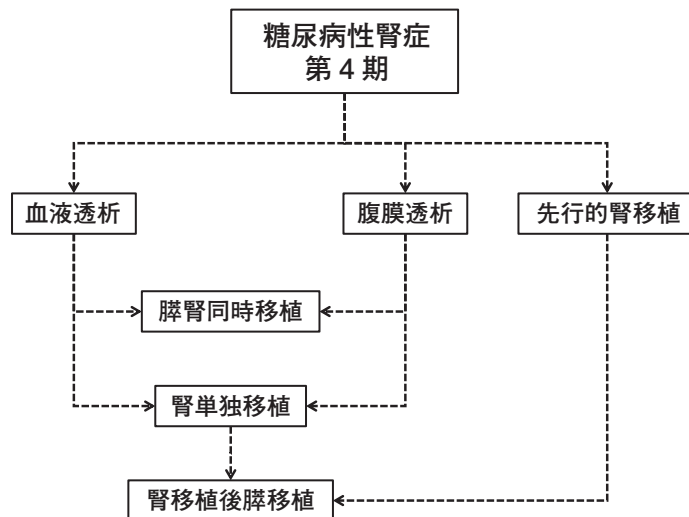 糖尿病性腎症
第 4 期
血液透析
腹膜透析
先行的腎移植
膵腎同時移植
腎単独移植
腎移植後膵移植